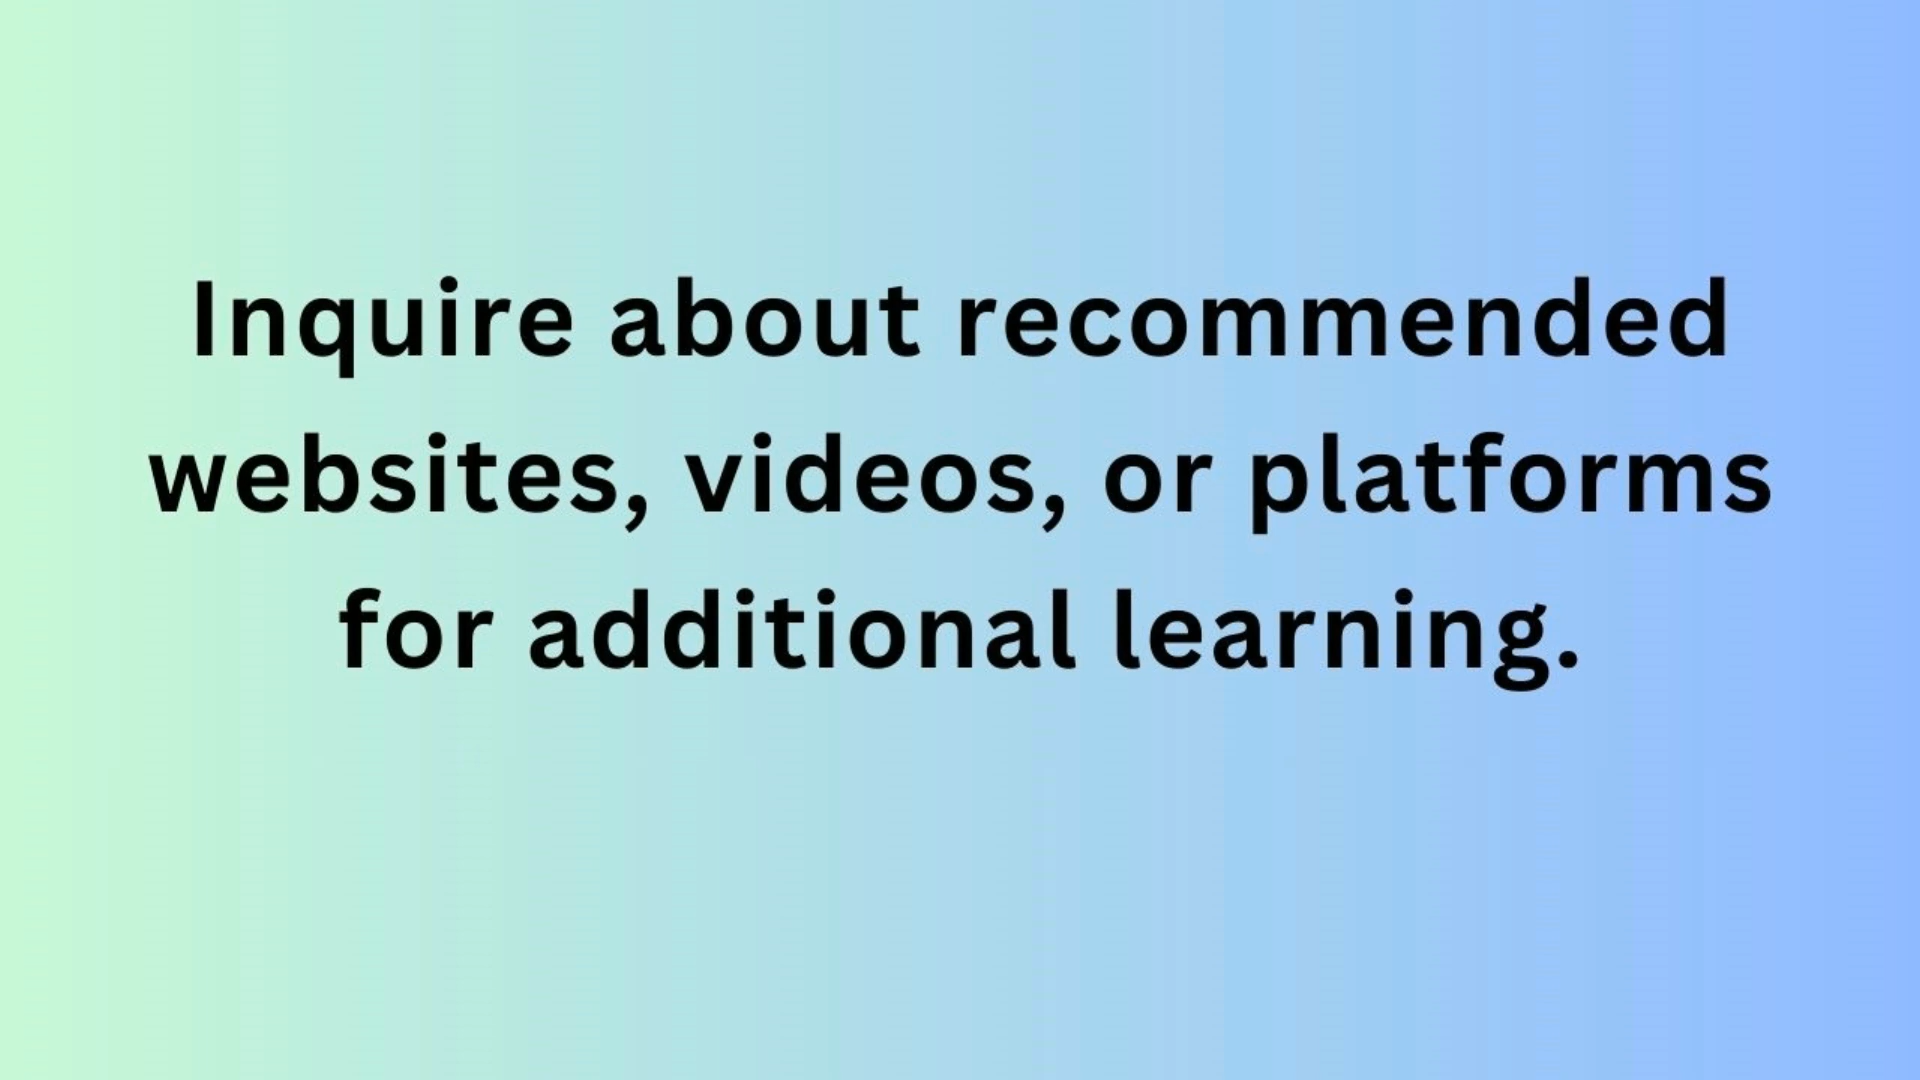 Inquire about recommended
websites, videos, or platforms
for additional learning.